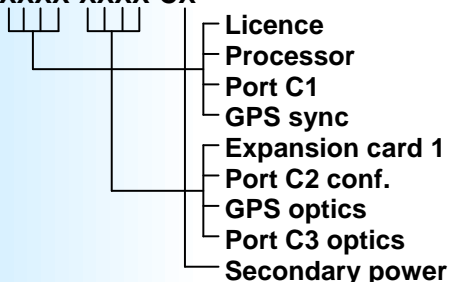 Licence
Processor
Port C1
GPS sync
Expansion card 1
Port C2 conf.
GPS optics
Port C3 optics
Secondary power